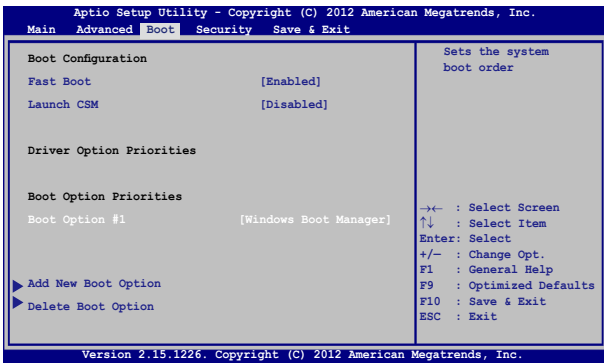 Aptio Setup Utility - Copyright (C) 2012 American Megatrends, Inc.
Main Advanced Boot Security Save & Exit
Boot Configuration
Fast Boot [Enabled]
Launch CSM [Disabled]
Driver Option Priorities
Boot Option Priorities
Boot Option #1 [Windows Boot Manager]
Add New Boot Option
Delete Boot Option
Sets the system
boot order
→← : Select Screen
↑↓ : Select Item
Enter: Select
+/— : Change Opt.
F1 : General Help
F9 : Optimized Defaults
F10 : Save & Exit
ESC : Exit
Version 2.15.1226. Copyright (C) 2012 American Megatrends, Inc.